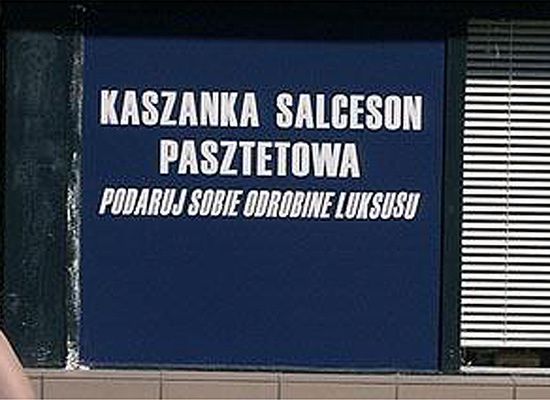 KASZANKA SALCESON
PASZTETOWA
PODARUJ SOBIE ODROBINE LUKSUSU